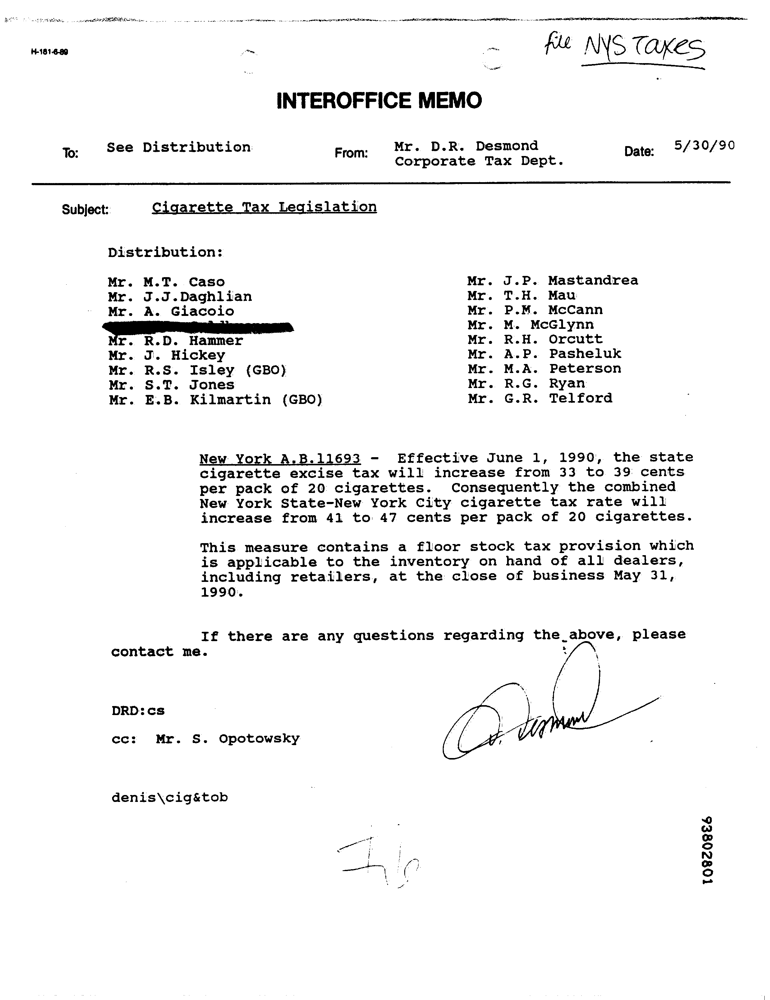 file NYS Taxes
H-161-6-89
INTEROFFICE MEMO
To: See Distribution From: Mr. D.R. Desmond Date: 5/30/90
Corporate Tax Dept.
Subject: Cigarette Tax Legislation
Distribution:
Mr. M.T. Caso Mr. J.P. Mastandrea
Mr. J.J.Daghlian Mr. T.H. Mau
Mr. A. Giacoio Mr. P.M. McCann
Mr. M. McGlynn
Mr. R.D. Hammer Mr. R.H. Orcutt
Mr. J. Hickey Mr. A.P. Pasheluk
Mr. R.S. Isley (GBO) Mr. M.A. Peterson
Mr. S.T. Jones Mr. R.G. Ryan
Mr. E.B. Kilmartin (GBO) Mr. G.R. Telford
New York A.B.11693 - Effective June 1, 1990, the state
cigarette excise tax will increase from 33 to 39 cents
per pack of 20 cigarettes. Consequently the combined
New York State-New York City cigarette tax rate will
increase from 41 to 47 cents per pack of 20 cigarettes.
This measure contains a floor stock tax provision which
is applicable to the inventory on hand of all dealers,
including retailers, at the close of business May 31,
1990.
If there are any questions regarding the above, please
contact me.
DRD:cs
D. Desmond
cc: Mr. S. Opotowsky
denis\cig&tob
93802801